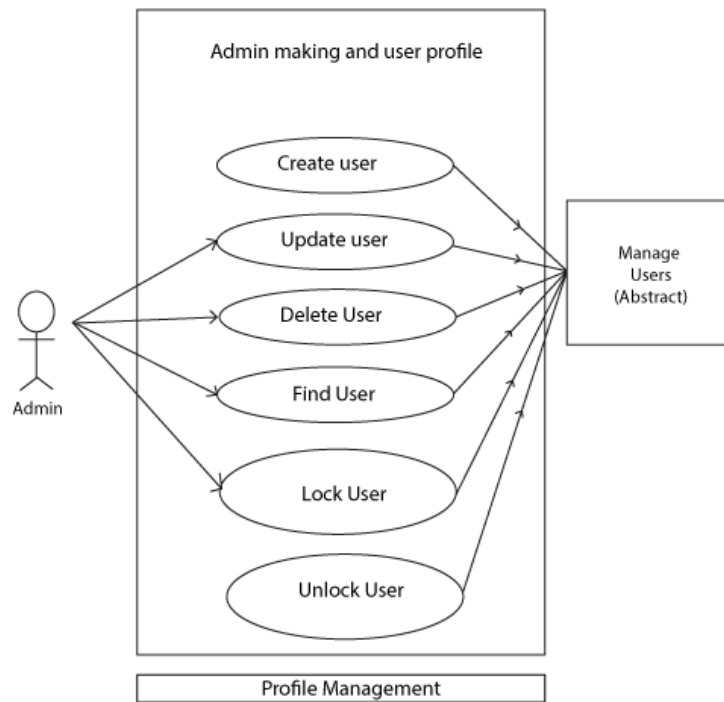 Admin making and user profile
Create user
Update user
Delete User
Find User
Lock User
Unlock User
Admin
Manage
Users
(Abstract)
Profile Management